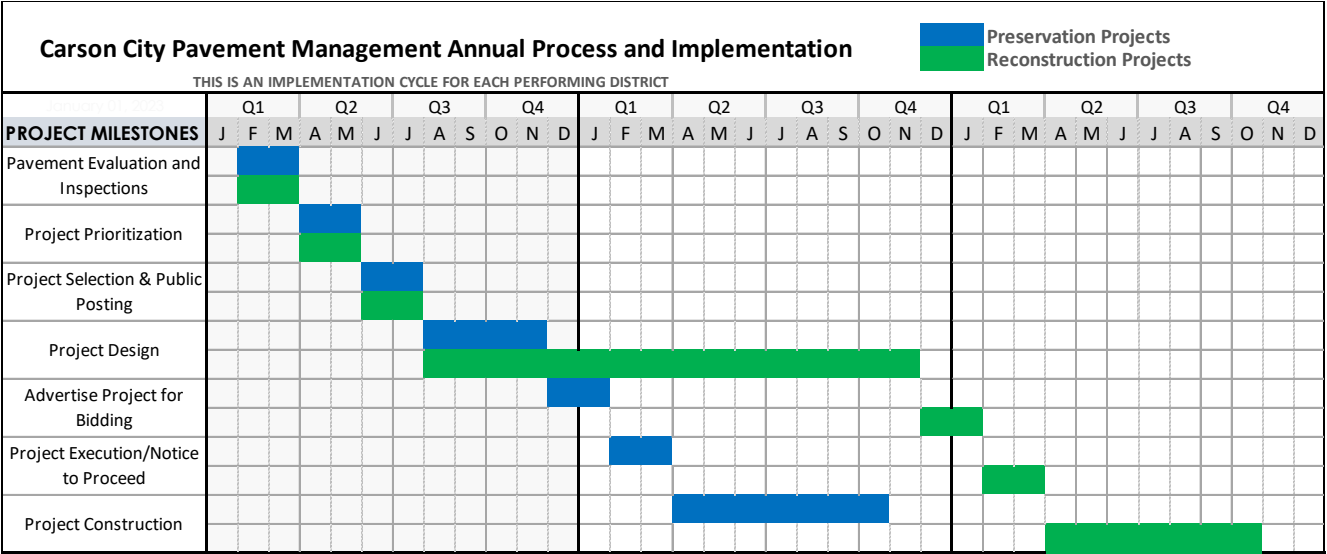 Carson City Pavement Management Annual Process and Implementation
THIS IS AN IMPLEMENTATION CYCLE FOR EACH PERFORMING DISTRICT
Preservation Projects
Reconstruction Projects
Q1 Q2 Q3 Q4 Q1 Q2 Q3 Q4 Q1 Q2 Q3 Q4
PROJECT MILESTONES J F M A M J J A S O N D J F M A M J J A S O N D J F M A M J J A S O N D
Pavement Evaluation and
Inspections
Project Prioritization
Project Selection & Public
Posting
Project Design
Advertise Project for
Bidding
Project Execution/Notice
to Proceed
Project Construction